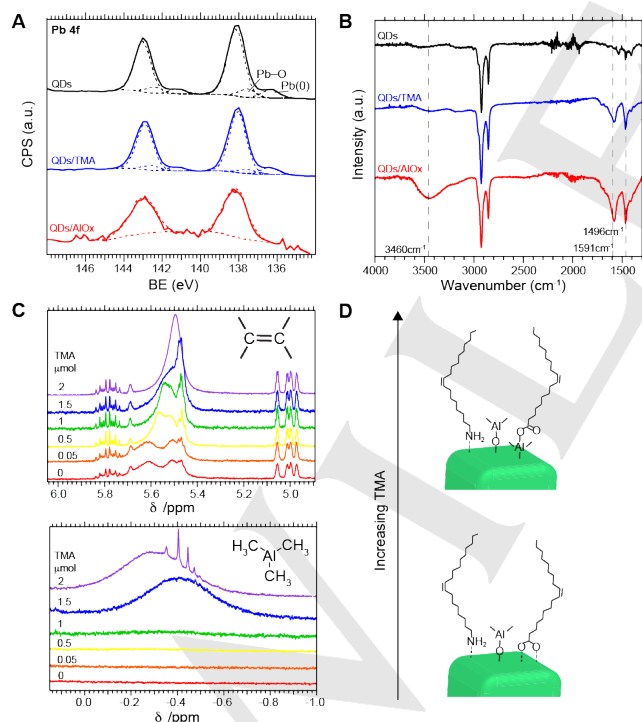 A
Pb 4f
QDs
Pb–O
Pb(0)
QDs/TMA
QDs/AlOx
CPS (a.u.)
146 144 142 140 138 136
BE (eV)
B
QDs
QDs/TMA
QDs/AlOx
Intensity (a.u.)
1496cm-1
3460cm-1
1591cm-1
4000 3500 3000 2500 2000 1500
Wavenumber (cm-1)
C
TMA
μmol
2
1.5
1
0.5
0 05
0
6.0 5.8 5.6 5.4 5.2 5.0
δ /ppm
TMA
μmol
2
1 5
1
0.5
0.05
0
H3C
CH3
Al
CH3
0.0 -0.2 -0.4 -0.6 -0.8 -1.0
δ /ppm
D
Increasing TMA
Al
O
NH2
O
O
Al
Al
O
NH2
O
O